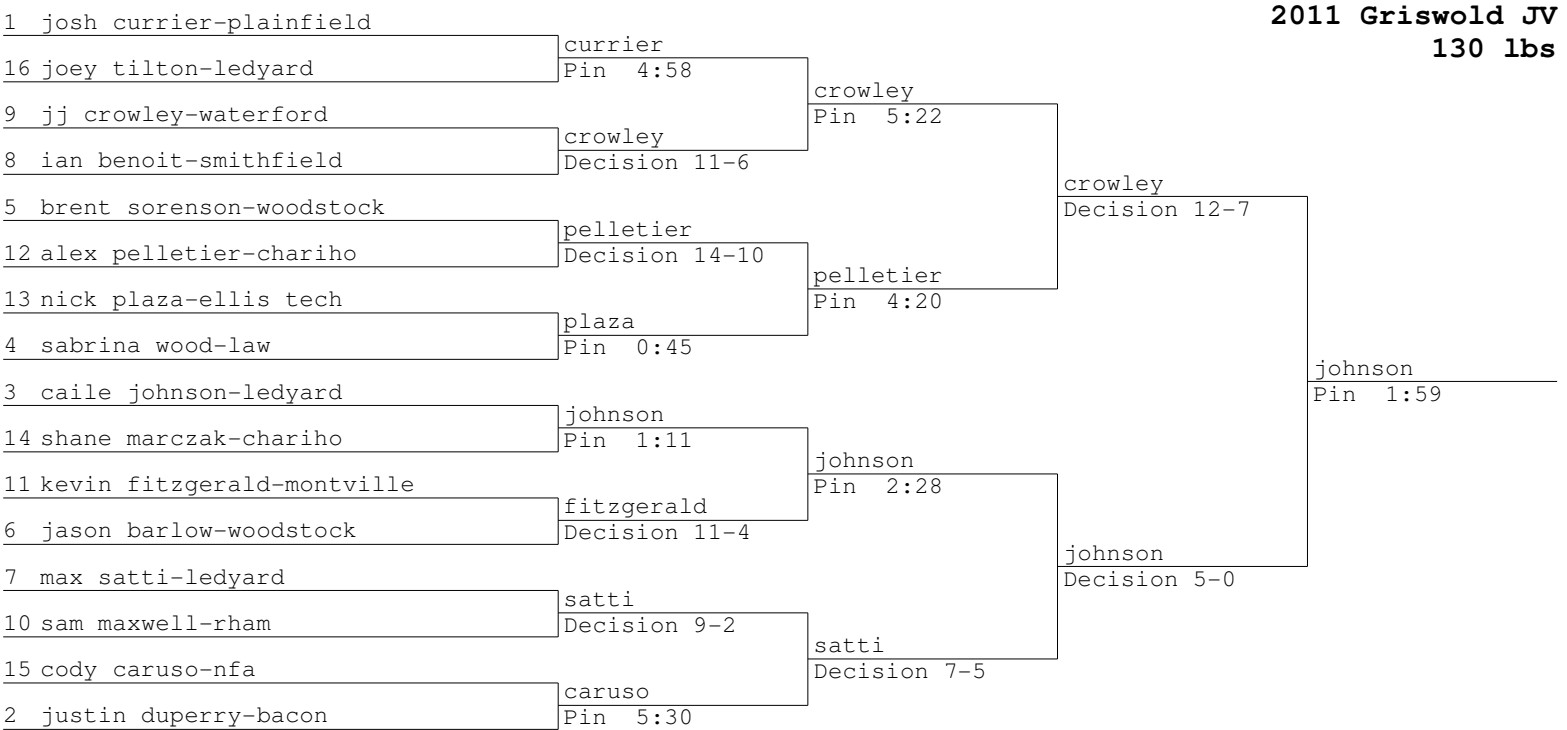 2011 Griswold JV
130 lbs
1 josh currier-plainfield
currier
16 joey tilton-ledyard
Pin 4:58
crowley
9 jj crowley-waterford
Pin 5:22
crowley
8 ian benoit-smithfield
Decision 11-6
crowley
5 brent sorenson-woodstock
Decision 12-7
pelletier
12 alex pelletier-chariho
Decision 14-10
pelletier
13 nick plaza-ellis tech
Pin 4:20
plaza
4 sabrina wood-law
Pin 0:45
johnson
3 caile johnson-ledyard
Pin 1:59
johnson
14 shane marczak-chariho
Pin 1:11
johnson
11 kevin fitzgerald-montville
Pin 2:28
fitzgerald
6 jason barlow-woodstock
Decision 11-4
johnson
7 max satti-ledyard
Decision 5-0
satti
10 sam maxwell-rham
Decision 9-2
satti
15 cody caruso-nfa
Decision 7-5
caruso
2 justin duperry-bacon
Pin 5:30